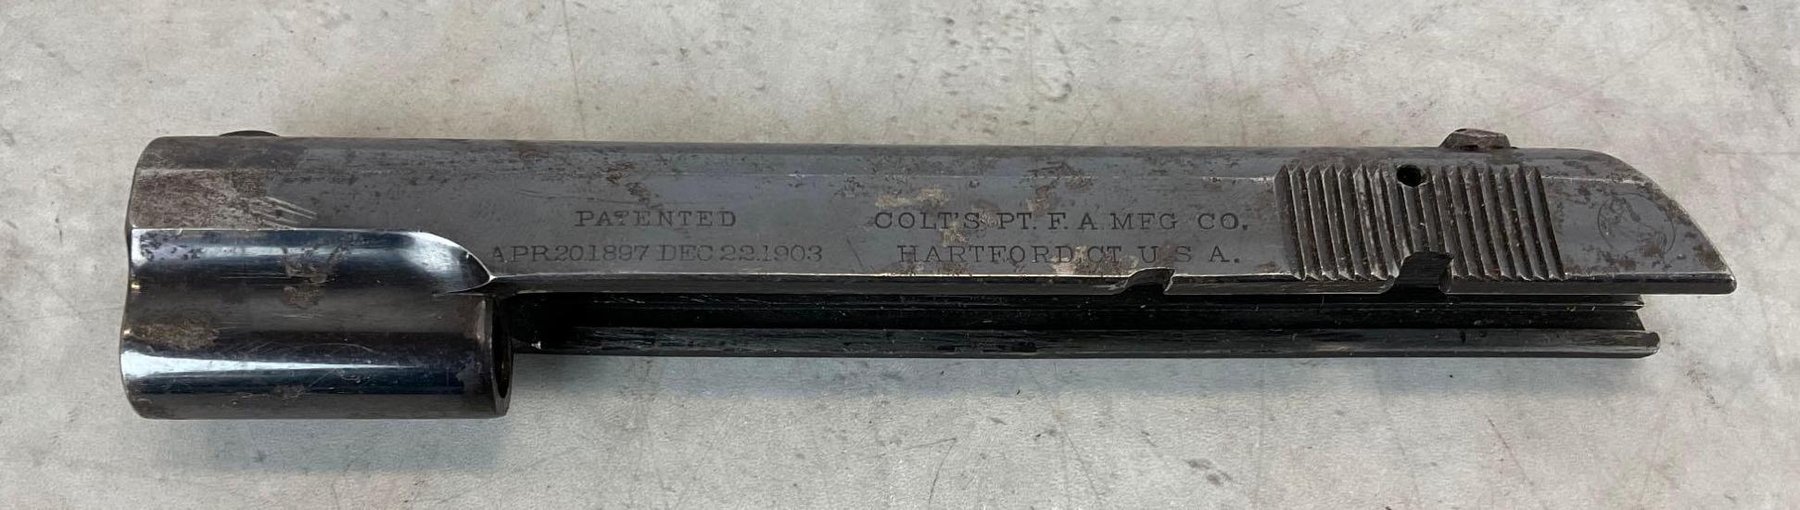 PATENTED
APR 20.1897 DEC 22.1903
COLT'S PT. F. A. MFG CO.
HARTFORD CT. U.S.A.